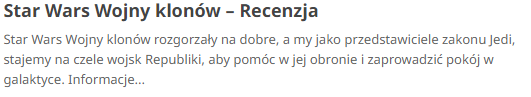 Star Wars Wojny klonów – Recenzja
Star Wars Wojny klonów rozgorzały na dobre, a my jako przedstawiciele zakonu Jedi,
stajemy na czele wojsk Republiki, aby pomóc w jej obronie i zaprowadzić pokój w
galaktyce. Informacje...